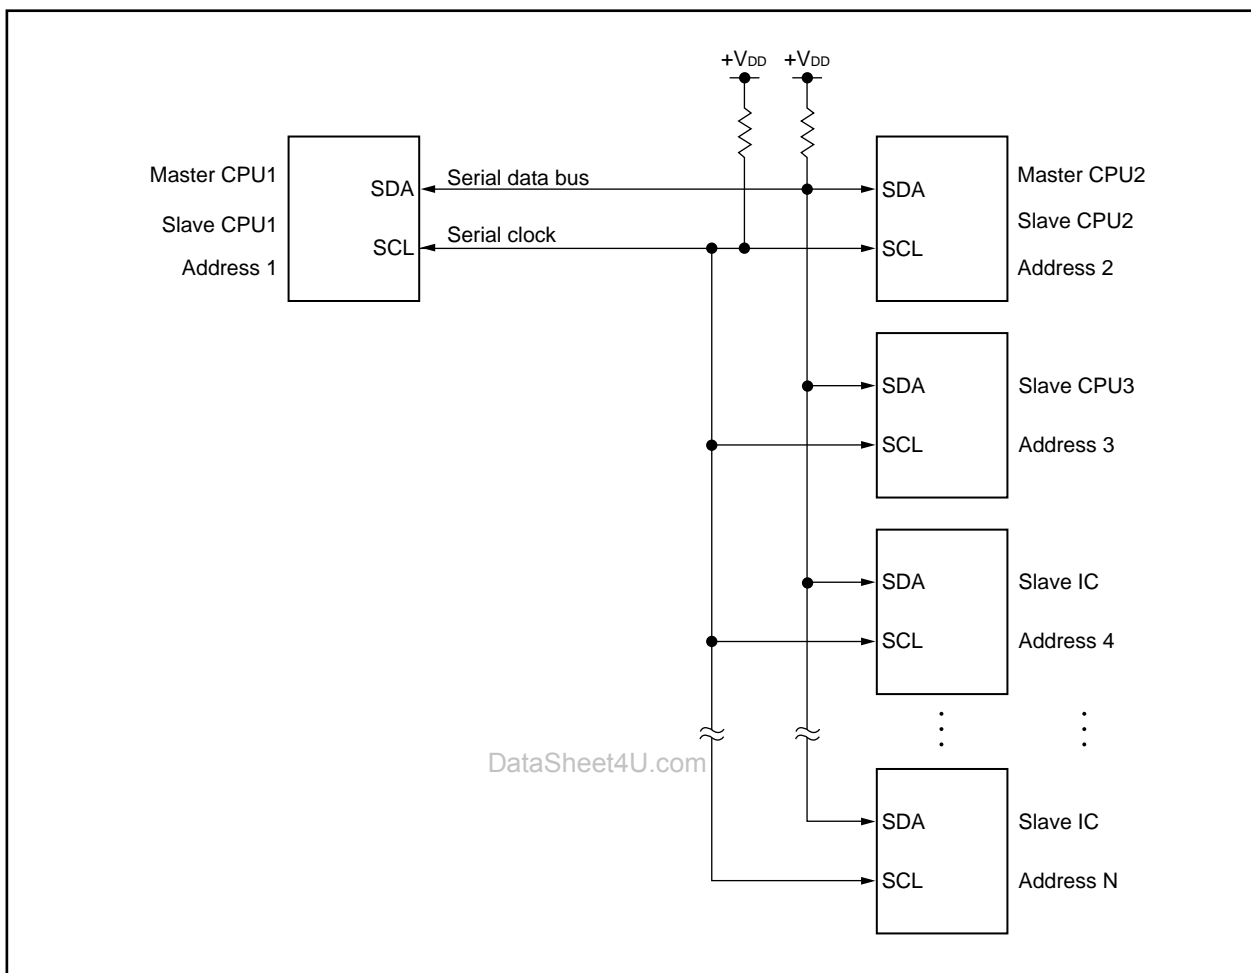 +VDD +VDD
Master CPU1
Slave CPU1
Address 1
SDA
SCL
Serial data bus
Serial clock
SDA
SCL
Master CPU2
Slave CPU2
Address 2
SDA
SCL
Slave CPU3
Address 3
SDA
SCL
Slave IC
Address 4
DataSheet4U.com
SDA
SCL
Slave IC
Address N